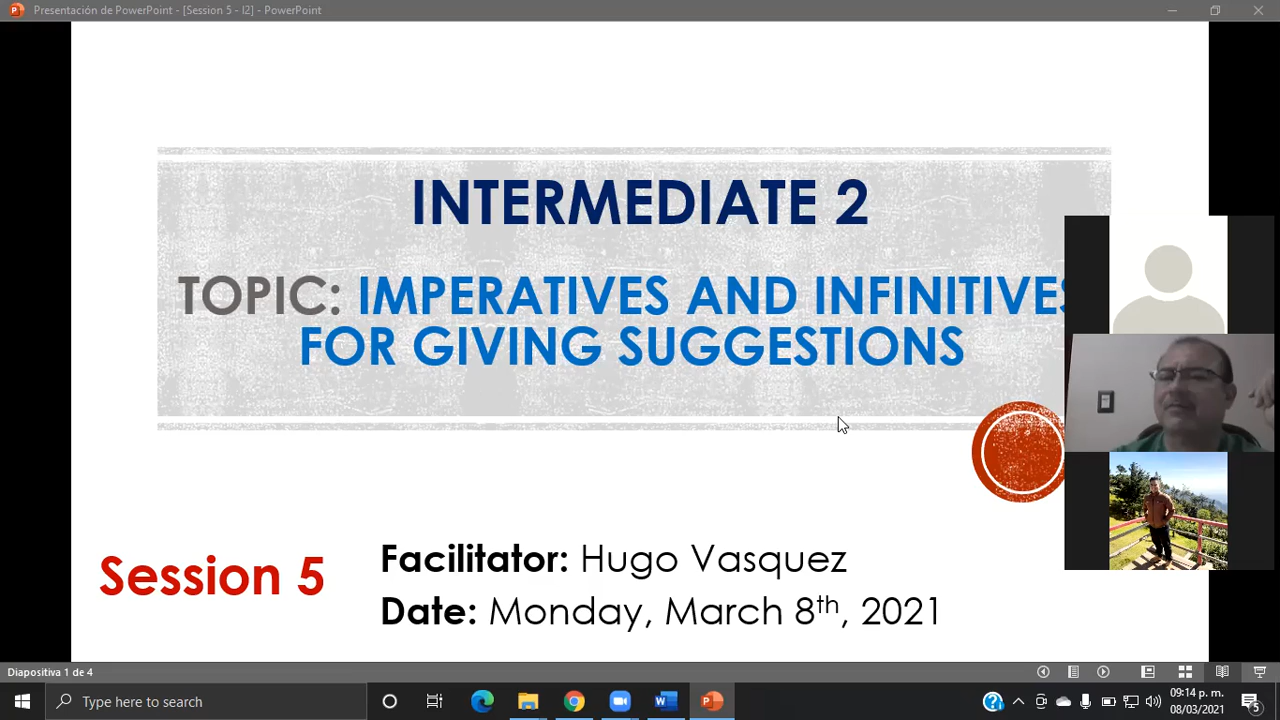 Presentación de PowerPoint - [Session 5 - I2] - PowerPoint
INTERMEDIATE 2
TOPIC: IMPERATIVES AND INFINITIVES
FOR GIVING SUGGESTIONS
Session 5
Facilitator: Hugo Vasquez
Date: Monday, March 8th, 2021
Diapositiva 1 de 4
Type here to search
09:14 p. m.
08/03/2021
5